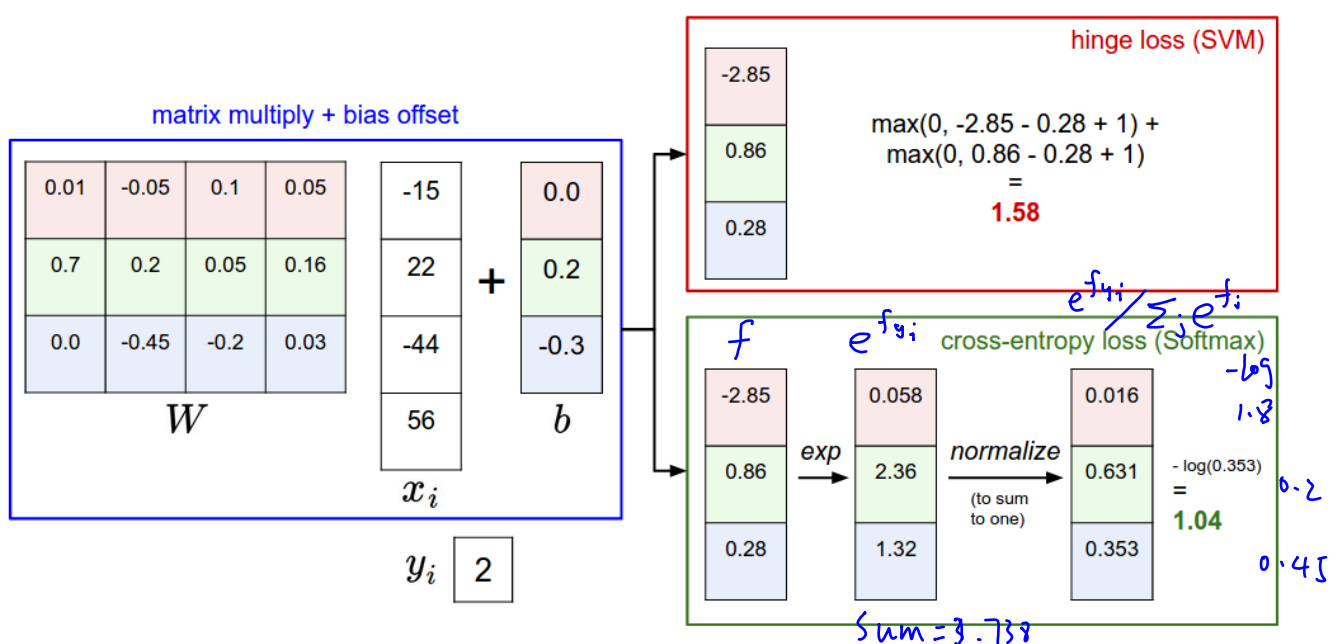 matrix multiply + bias offset
0.01 -0.05 0.1 0.05
0.7 0.2 0.05 0.16
0.0 -0.45 -0.2 0.03
W
-15
22
-44
56
x_i
+
0.0
0.2
-0.3
b
y_i 2
hinge loss (SVM)
-2.85
0.86
0.28
max(0, -2.85 - 0.28 + 1) +
max(0, 0.86 - 0.28 + 1)
=
1.58
e^{f_{y_i}} / Σ_j e^{f_i}
f
e^{f_{y_i}}
cross-entropy loss (Softmax)
-2.85
0.86
0.28
exp
0.058
2.36
1.32
normalize
(to sum
to one)
0.016
0.631
0.353
-log
1.8
0.2
0.45
- log(0.353)
=
1.04
Sum = 3.738